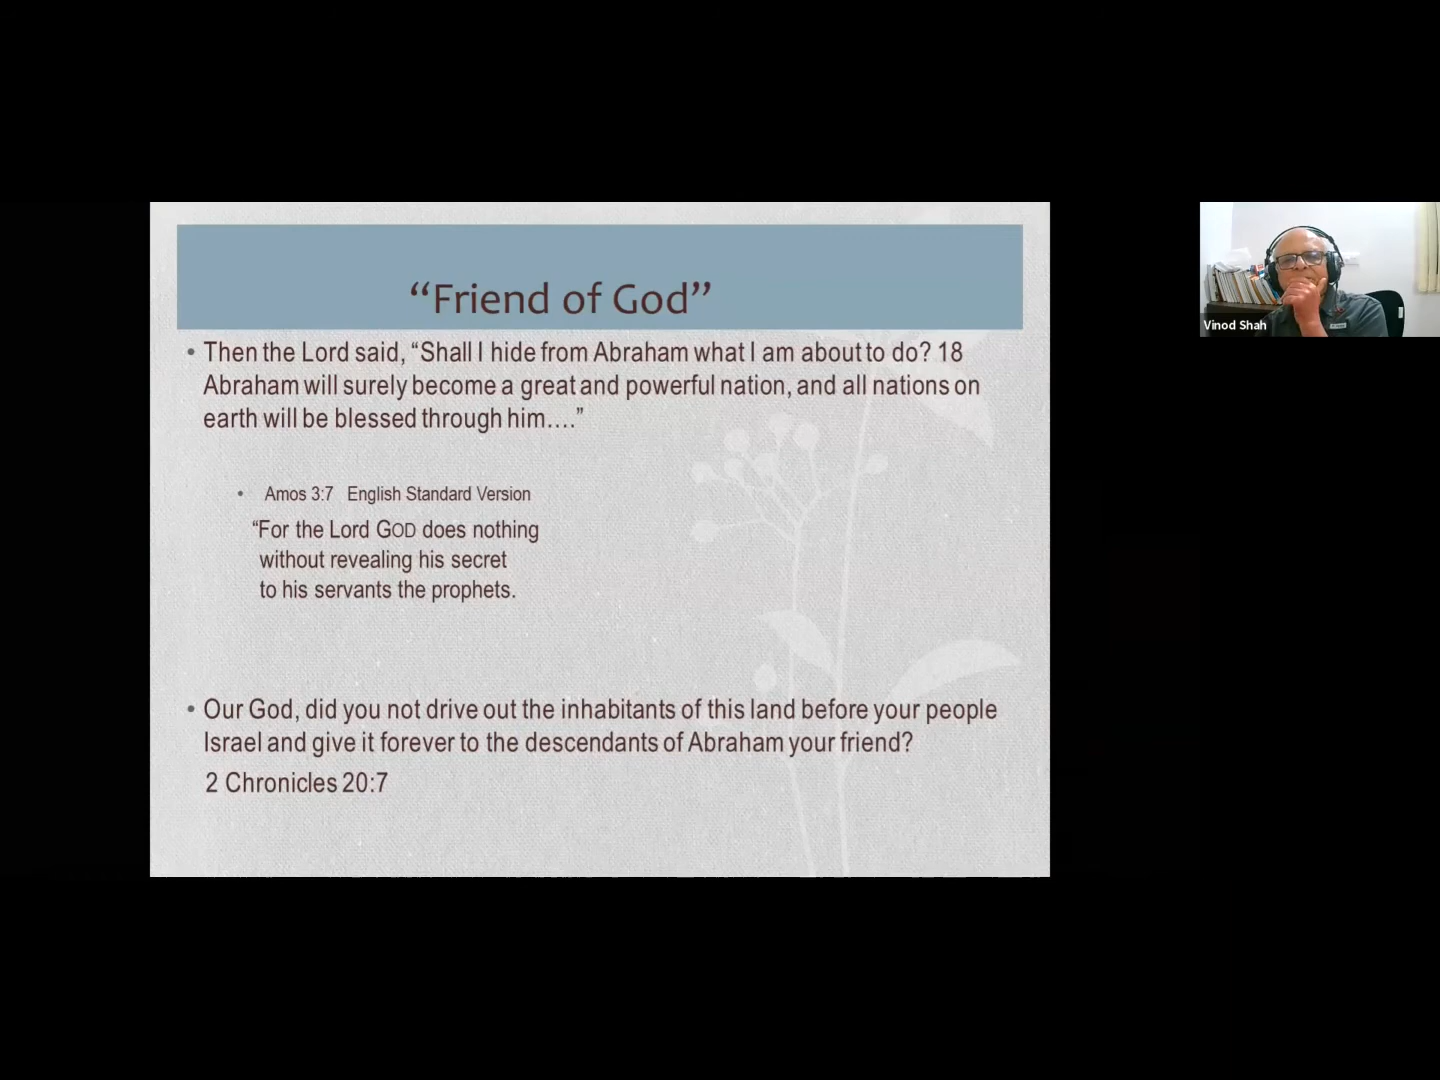 “Friend of God”
• Then the Lord said, “Shall I hide from Abraham what I am about to do? 18
Abraham will surely become a great and powerful nation, and all nations on
earth will be blessed through him....”
• Amos 3:7 English Standard Version
“For the Lord GOD does nothing
without revealing his secret
to his servants the prophets.
• Our God, did you not drive out the inhabitants of this land before your people
Israel and give it forever to the descendants of Abraham your friend?
2 Chronicles 20:7
Vinod Shah